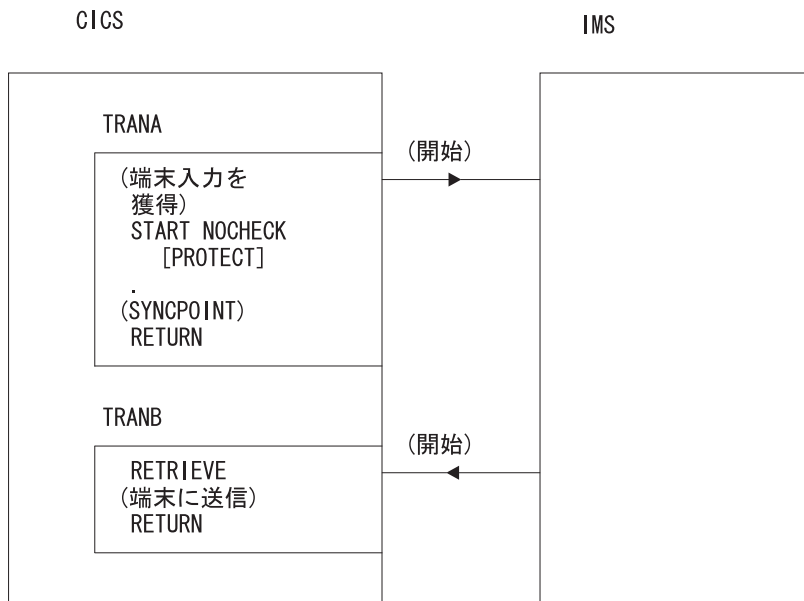 CICS
IMS
TRANA
(開始)
(端末入力を
獲得)
START NOCHECK
[PROTECT]
.
(SYNCPOINT)
RETURN
TRANB
(開始)
RETRIEVE
(端末に送信)
RETURN